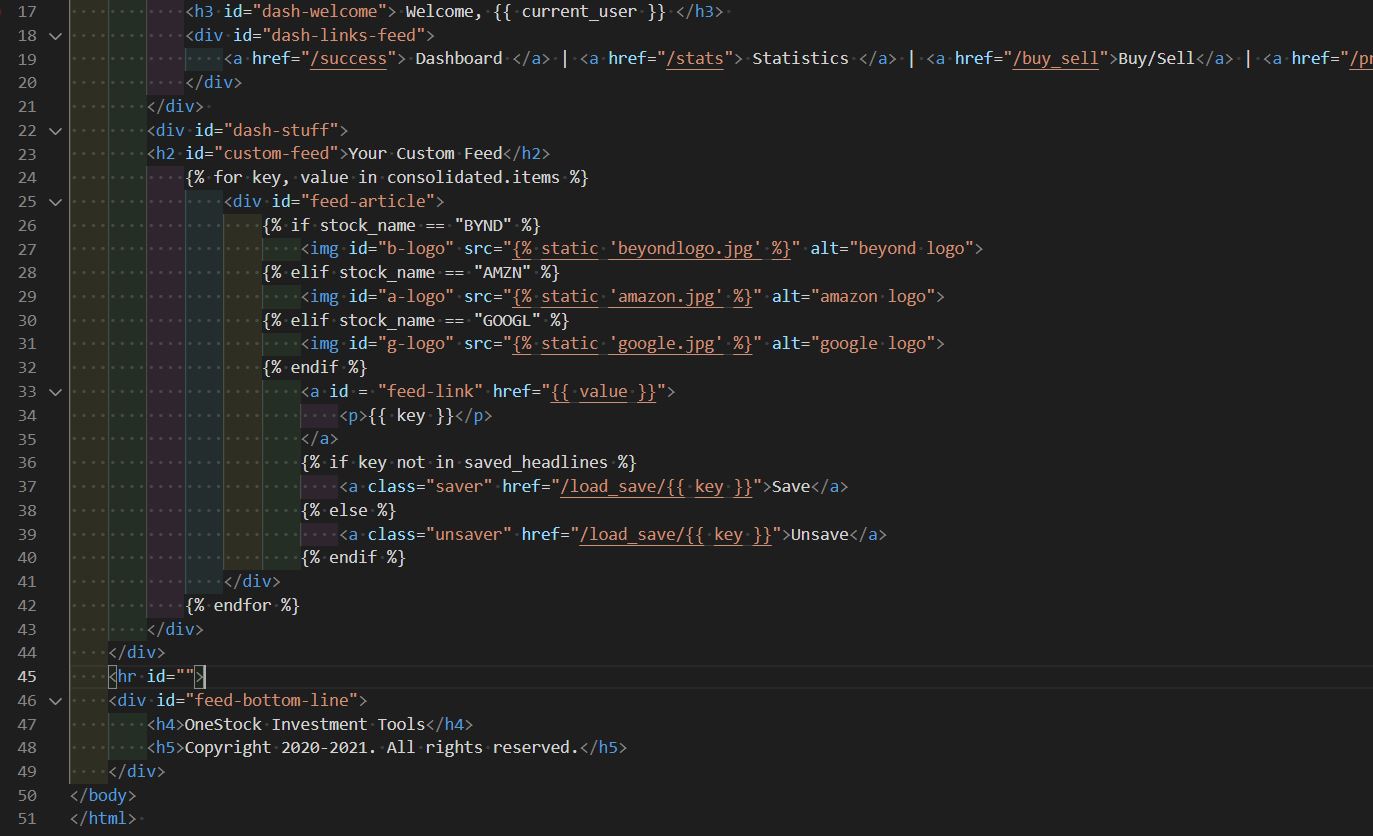 17 <h3 id="dash-welcome"> Welcome, {{ current_user }} </h3>
18 <div id="dash-links-feed">
19 <a href="/success"> Dashboard </a> | <a href="/stats"> Statistics </a> | <a href="/buy_sell">Buy/Sell</a> | <a href="/pr
20 </div>
21 </div>
22 <div id="dash-stuff">
23 <h2 id="custom-feed">Your Custom Feed</h2>
24 {% for key, value in consolidated.items %}
25 <div id="feed-article">
26 {% if stock_name == "BYND" %}
27 <img id="b-logo" src="{% static 'beyondlogo.jpg' %}" alt="beyond logo">
28 {% elif stock_name == "AMZN" %}
29 <img id="a-logo" src="{% static 'amazon.jpg' %}" alt="amazon logo">
30 {% elif stock_name == "GOOGL" %}
31 <img id="g-logo" src="{% static 'google.jpg' %}" alt="google logo">
32 {% endif %}
33 <a id = "feed-link" href="{{ value }}">
34 <p>{{ key }}</p>
35 </a>
36 {% if key not in saved_headlines %}
37 <a class="saver" href="/load_save/{{ key }}">Save</a>
38 {% else %}
39 <a class="unsaver" href="/load_save/{{ key }}">Unsave</a>
40 {% endif %}
41 </div>
42 {% endfor %}
43 </div>
44 </div>
45 <hr id="">
46 <div id="feed-bottom-line">
47 <h4>OneStock Investment Tools</h4>
48 <h5>Copyright 2020-2021. All rights reserved.</h5>
49 </div>
50 </body>
51 </html>